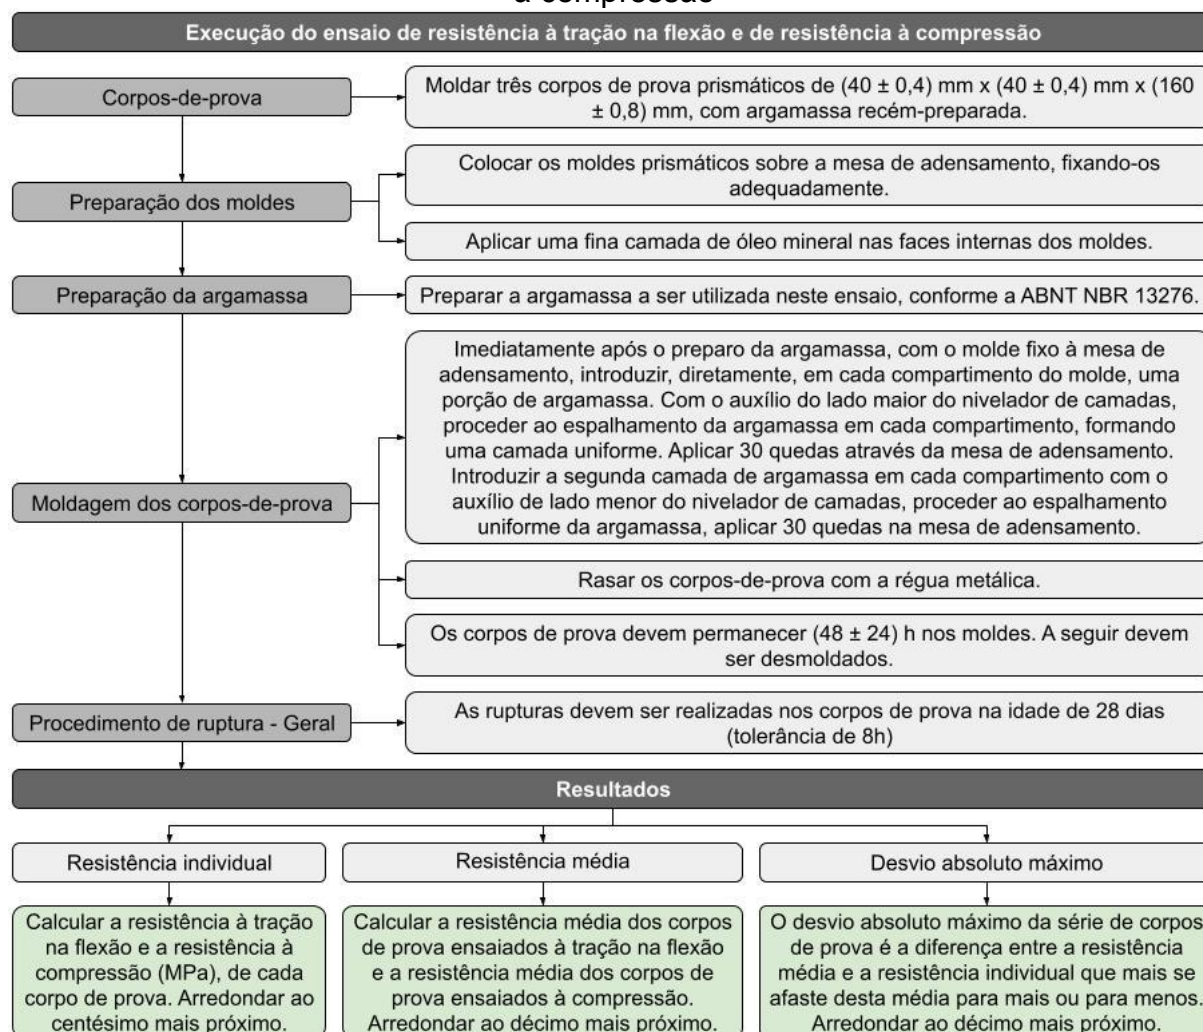 à compressão
Execução do ensaio de resistência à tração na flexão e de resistência à compressão
Corpos-de-prova
Moldar três corpos de prova prismáticos de (40 ± 0,4) mm x (40 ± 0,4) mm x (160
± 0,8) mm, com argamassa recém-preparada.
Preparação dos moldes
Colocar os moldes prismáticos sobre a mesa de adensamento, fixando-os
adequadamente.
Aplicar uma fina camada de óleo mineral nas faces internas dos moldes.
Preparação da argamassa
Preparar a argamassa a ser utilizada neste ensaio, conforme a ABNT NBR 13276.
Moldagem dos corpos-de-prova
Imediatamente após o preparo da argamassa, com o molde fixo à mesa de
adensamento, introduzir, diretamente, em cada compartimento do molde, uma
porção de argamassa. Com o auxílio do lado maior do nivelador de camadas,
proceder ao espalhamento da argamassa em cada compartimento, formando
uma camada uniforme. Aplicar 30 quedas através da mesa de adensamento.
Introduzir a segunda camada de argamassa em cada compartimento com o
auxílio de lado menor do nivelador de camadas, proceder ao espalhamento
uniforme da argamassa, aplicar 30 quedas na mesa de adensamento.
Rasar os corpos-de-prova com a régua metálica.
Os corpos de prova devem permanecer (48 ± 24) h nos moldes. A seguir devem
ser desmoldados.
Procedimento de ruptura - Geral
As rupturas devem ser realizadas nos corpos de prova na idade de 28 dias
(tolerância de 8h)
Resultados
Resistência individual
Calcular a resistência à tração
na flexão e a resistência à
compressão (MPa), de cada
corpo de prova. Arredondar ao
centésimo mais próximo.
Resistência média
Calcular a resistência média dos corpos
de prova ensaiados à tração na flexão
e a resistência média dos corpos de
prova ensaiados à compressão.
Arredondar ao décimo mais próximo.
Desvio absoluto máximo
O desvio absoluto máximo da série de corpos
de prova é a diferença entre a resistência
média e a resistência individual que mais se
afaste desta média para mais ou para menos.
Arredondar ao décimo mais próximo.